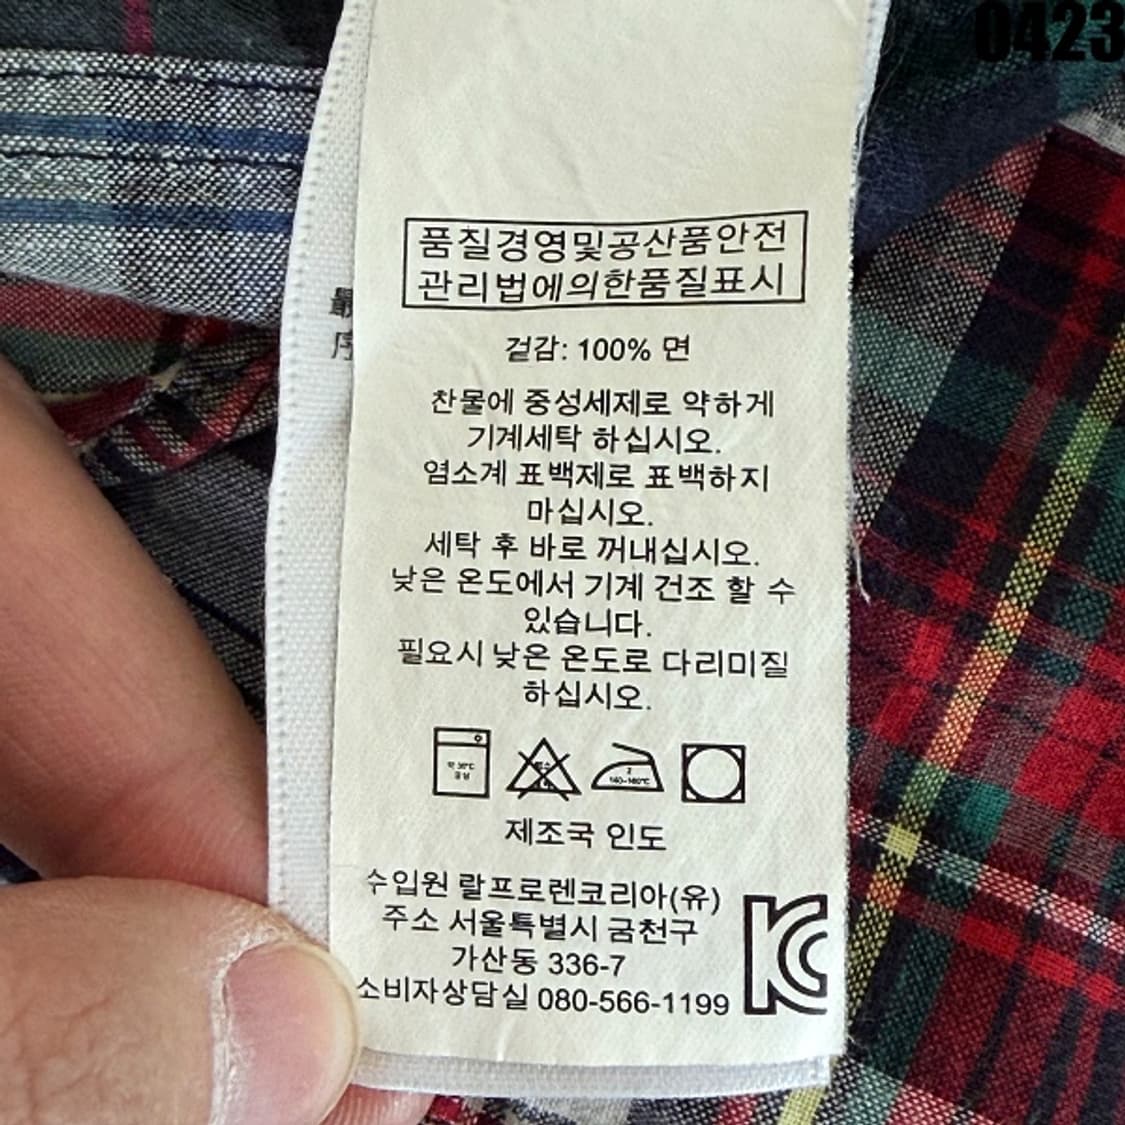 0423
품질경영및공산품안전
관리법에의한품질표시
겉감: 100% 면
찬물에 중성세제로 약하게
기계세탁 하십시오.
염소계 표백제로 표백하지
마십시오.
세탁 후 바로 꺼내십시오.
낮은 온도에서 기계 건조 할 수
있습니다.
필요시 낮은 온도로 다리미질
하십시오.
약 30°C
중성
2
140~160°C
제조국 인도
수입원 랄프로렌코리아(유)
주소 서울특별시 금천구
가산동 336-7
소비자상담실 080-566-1199